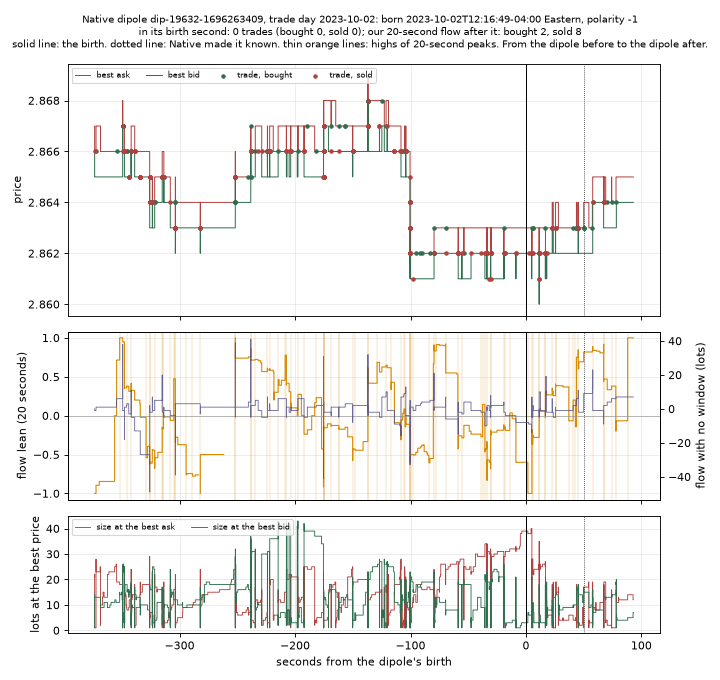 Native dipole dip-19632-1696263409, trade day 2023-10-02: born 2023-10-02T12:16:49-04:00 Eastern, polarity -1
in its birth second: 0 trades (bought 0, sold 0); our 20-second flow after it: bought 2, sold 8
solid line: the birth. dotted line: Native made it known. thin orange lines: highs of 20-second peaks. From the dipole before to the dipole after.
best ask
best bid
trade, bought
trade, sold
2.868
2.866
2.864
2.862
2.860
price
1.0
0.5
0.0
−0.5
−1.0
flow lean (20 seconds)
40
20
0
−20
−40
flow with no window (lots)
size at the best ask
size at the best bid
40
30
20
10
0
lots at the best price
−300
−200
−100
0
100
seconds from the dipole's birth